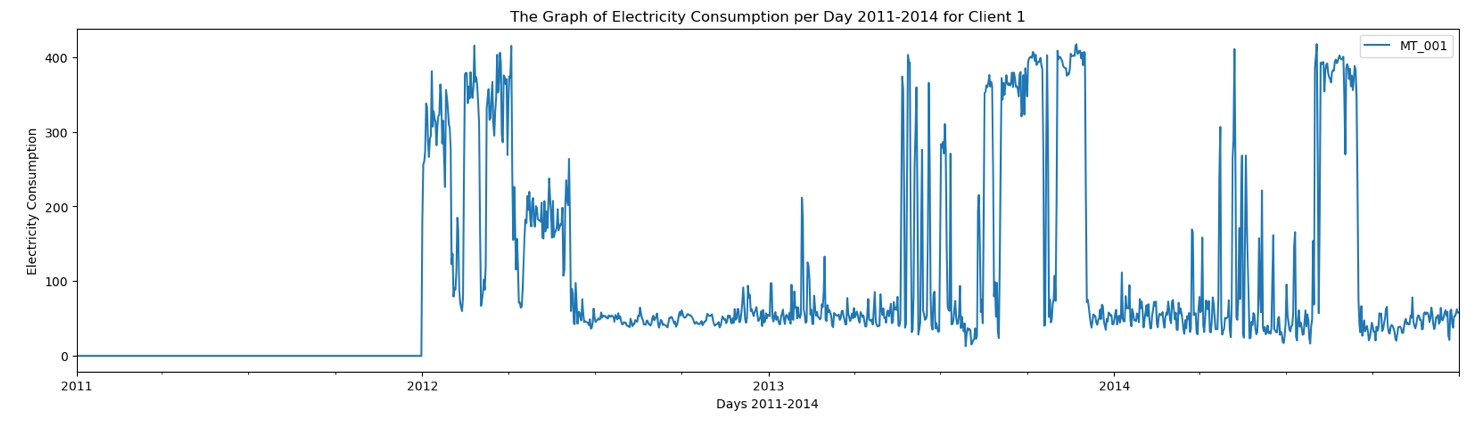 The Graph of Electricity Consumption per Day 2011-2014 for Client 1
MT_001
Electricity Consumption
400
300
200
100
0
2011 2012 2013 2014
Days 2011-2014